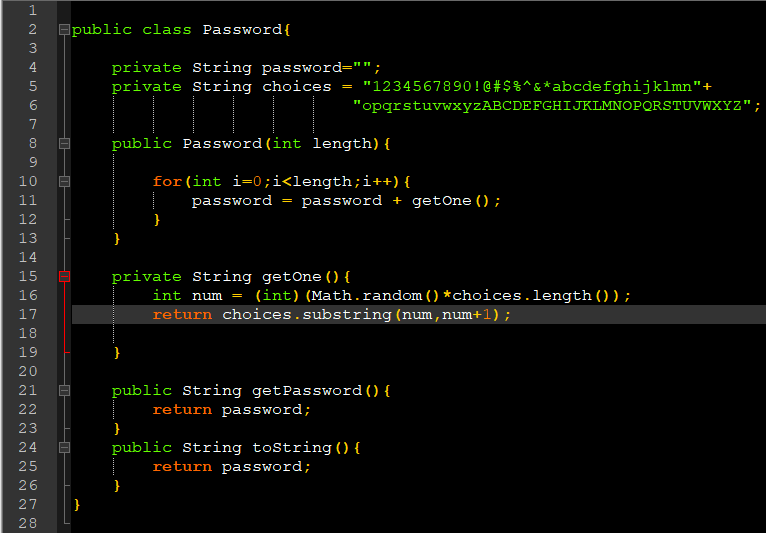 1
2 public class Password{
3
4     private String password="";
5     private String choices = "1234567890!@#$%^&*abcdefghijklmn"+
6                             "opqrstuvwxyzABCDEFGHIJKLMNOPQRSTUVWXYZ";
7
8     public Password(int length){
9
10         for(int i=0;i<length;i++){
11             password = password + getOne();
12         }
13     }
14
15     private String getOne(){
16         int num = (int)(Math.random()*choices.length());
17         return choices.substring(num,num+1);
18
19     }
20
21     public String getPassword(){
22         return password;
23     }
24     public String toString(){
25         return password;
26     }
27 }
28